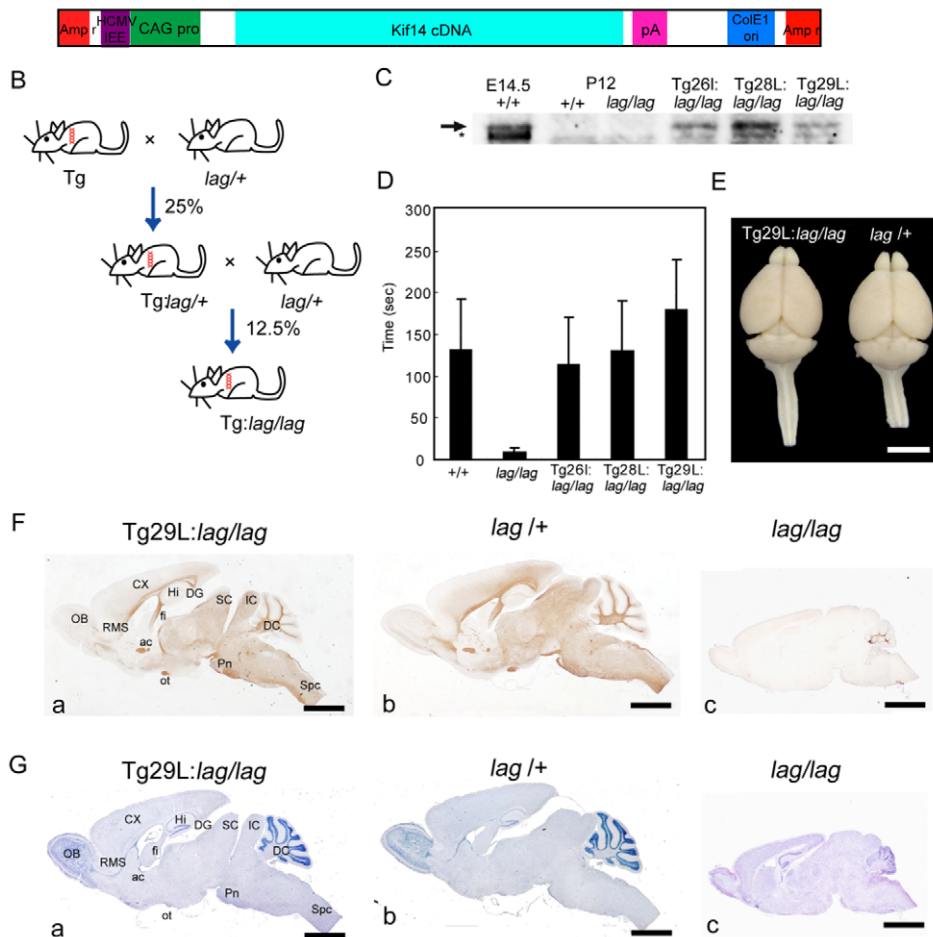 Amp r HCMV IEE CAG pro Kif14 cDNA pA ColE1 ori Amp r
B
Tg × lag/+
25%
Tg:lag/+ × lag/+
12.5%
Tg:lag/lag
C
E14.5 P12 Tg26I: Tg28L: Tg29L:
+/+ +/+ lag/lag lag/lag lag/lag lag/lag
*
D
Time (sec)
300
250
200
150
100
50
0
+/+ lag/lag Tg26I: Tg28L: Tg29L:
lag/lag lag/lag lag/lag
E
Tg29L:lag/lag lag /+
F
Tg29L:lag/lag lag /+ lag/lag
CX Hi DG SC IC
OB RMS fi DC
ac
ot Pn
Spc
a b c
G
Tg29L:lag/lag lag /+ lag/lag
CX Hi DG SC IC
OB RMS fi DC
ac
ot Pn Spc
a b c